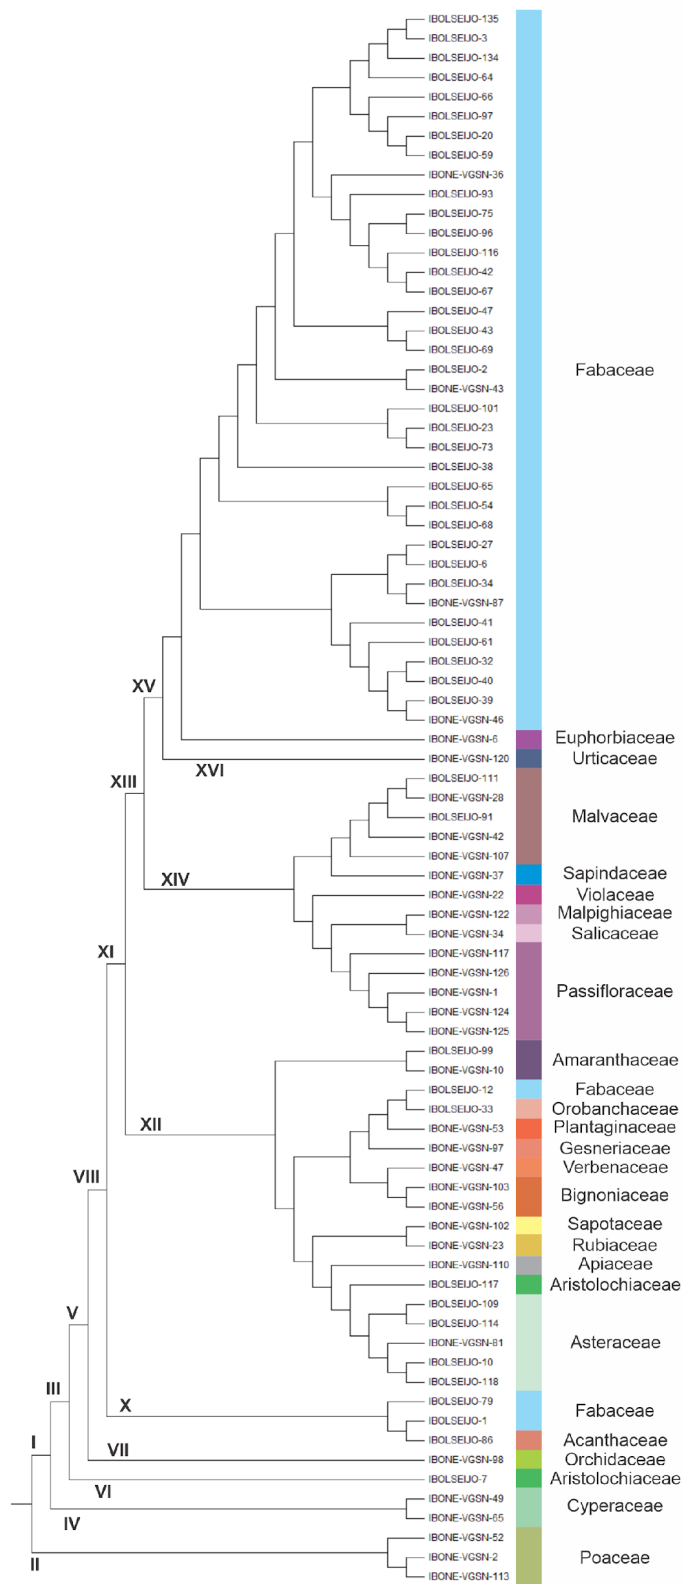 IBOLSEIJO-135
IBOLSEIJO-3
IBOLSEIJO-134
IBOLSEIJO-64
IBOLSEIJO-66
IBOLSEIJO-97
IBOLSEIJO-20
IBOLSEIJO-59
IBONE-VGSN-36
IBOLSEIJO-93
IBOLSEIJO-75
IBOLSEIJO-96
IBOLSEIJO-116
IBOLSEIJO-42
IBOLSEIJO-67
IBOLSEIJO-47
IBOLSEIJO-43
IBOLSEIJO-69
IBOLSEIJO-2
Fabaceae
IBONE-VGSN-43
IBOLSEIJO-101
IBOLSEIJO-23
IBOLSEIJO-73
IBOLSEIJO-38
IBOLSEIJO-65
IBOLSEIJO-54
IBOLSEIJO-68
IBOLSEIJO-27
IBOLSEIJO-6
IBOLSEIJO-34
IBONE-VGSN-87
IBOLSEIJO-41
IBOLSEIJO-61
IBOLSEIJO-32
IBOLSEIJO-40
XV
IBOLSEIJO-39
IBONE-VGSN-46
IBONE-VGSN-6
Euphorbiaceae
IBONE-VGSN-120
Urticaceae
XVI
XIII
IBOLSEIJO-111
IBONE-VGSN-28
IBOLSEIJO-91
Malvaceae
IBONE-VGSN-42
IBONE-VGSN-107
IBONE-VGSN-37
Sapindaceae
XIV
IBONE-VGSN-22
Violaceae
IBONE-VGSN-122
Malpighiaceae
IBONE-VGSN-34
Salicaceae
XI
IBONE-VGSN-117
IBONE-VGSN-126
IBONE-VGSN-1
Passifloraceae
IBONE-VGSN-124
IBONE-VGSN-125
IBOLSEIJO-99
Amaranthaceae
IBONE-VGSN-10
IBOLSEIJO-12
Fabaceae
IBOLSEIJO-33
Orobanchaceae
XII
IBONE-VGSN-53
Plantaginaceae
IBONE-VGSN-97
Gesneriaceae
IBONE-VGSN-47
Verbenaceae
VIII
IBONE-VGSN-103
Bignoniaceae
IBONE-VGSN-56
IBONE-VGSN-102
Sapotaceae
IBONE-VGSN-23
Rubiaceae
IBONE-VGSN-110
Apiaceae
IBOLSEIJO-117
Aristolochiaceae
V
IBOLSEIJO-109
IBOLSEIJO-114
IBONE-VGSN-81
Asteraceae
IBOLSEIJO-10
IBOLSEIJO-118
III
X
IBOLSEIJO-79
Fabaceae
IBOLSEIJO-1
I
IBOLSEIJO-86
Acanthaceae
VII
IBONE-VGSN-98
Orchidaceae
IBOLSEIJO-7
Aristolochiaceae
VI
IBONE-VGSN-49
Cyperaceae
IBONE-VGSN-65
IV
IBONE-VGSN-52
II
IBONE-VGSN-2
Poaceae
IBONE-VGSN-113